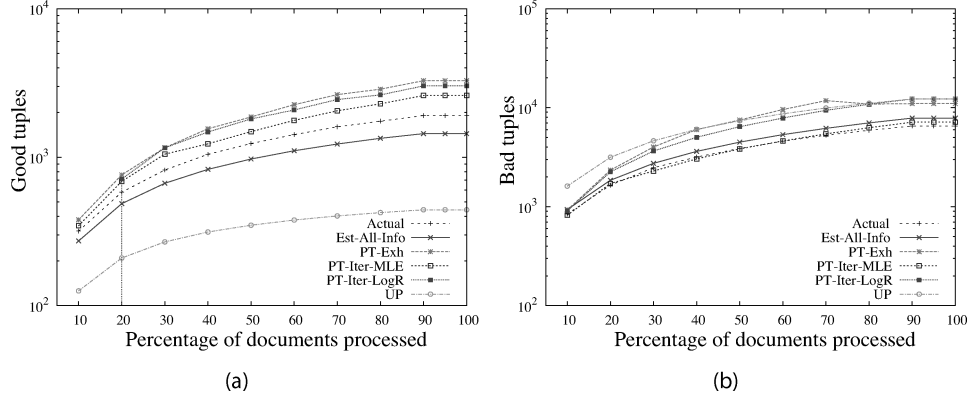 10^4
10^3
10^2
Good tuples
10 20 30 40 50 60 70 80 90 100
Percentage of documents processed
Actual
Est-All-Info
PT-Exh
PT-Iter-MLE
PT-Iter-LogR
UP
(a)
10^5
10^4
10^3
10^2
Bad tuples
10 20 30 40 50 60 70 80 90 100
Percentage of documents processed
Actual
Est-All-Info
PT-Exh
PT-Iter-MLE
PT-Iter-LogR
UP
(b)